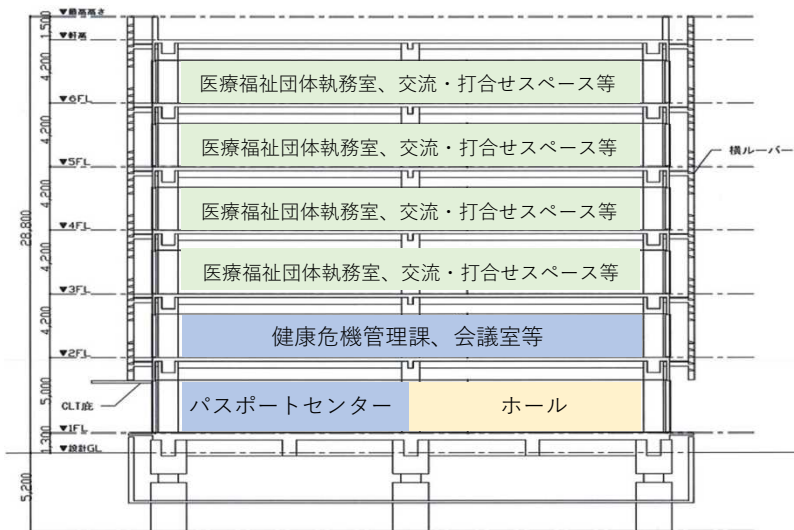 ▼最高高さ
1,500
▼軒高
4,200
医療福祉団体執務室、交流・打合せスペース等
▼6FL
4,200
医療福祉団体執務室、交流・打合せスペース等
横ルーバー
▼5FL
4,200
医療福祉団体執務室、交流・打合せスペース等
▼4FL
28,800
4,200
医療福祉団体執務室、交流・打合せスペース等
▼3FL
4,200
健康危機管理課、会議室等
▼2FL
5,000
CLT庇
パスポートセンター
ホール
▼1FL
1,300
▼設計GL
5,200